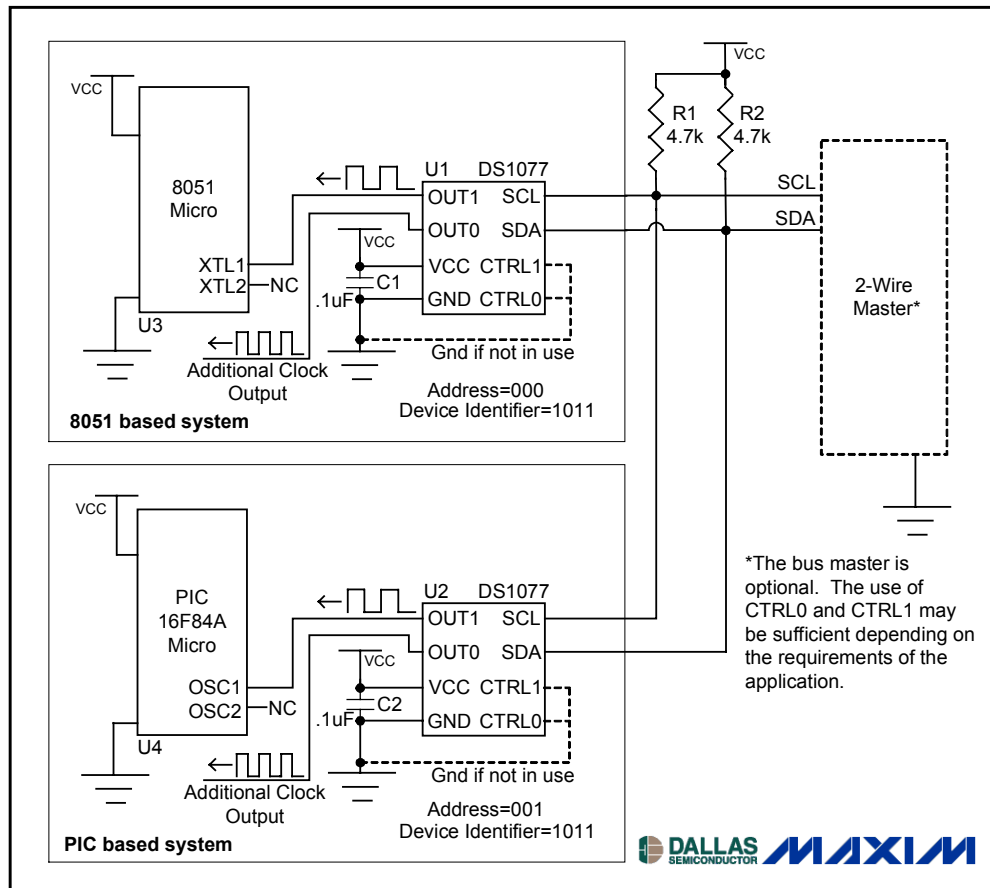 VCC
8051
Micro
XTL1
XTL2
NC
U3
U1 DS1077
OUT1 SCL
OUT0 SDA
VCC CTRL1
GND CTRL0
VCC
C1
.1uF
Gnd if not in use
Additional Clock
Output
Address=000
Device Identifier=1011
8051 based system
VCC
R1
4.7k
R2
4.7k
SCL
SDA
2-Wire
Master*
VCC
PIC
16F84A
Micro
OSC1
OSC2
NC
U4
U2 DS1077
OUT1 SCL
OUT0 SDA
VCC CTRL1
GND CTRL0
VCC
C2
.1uF
Gnd if not in use
Additional Clock
Output
Address=001
Device Identifier=1011
PIC based system
*The bus master is
optional. The use of
CTRL0 and CTRL1 may
be sufficient depending on
the requirements of the
application.
DALLAS
SEMICONDUCTOR
MAXIM